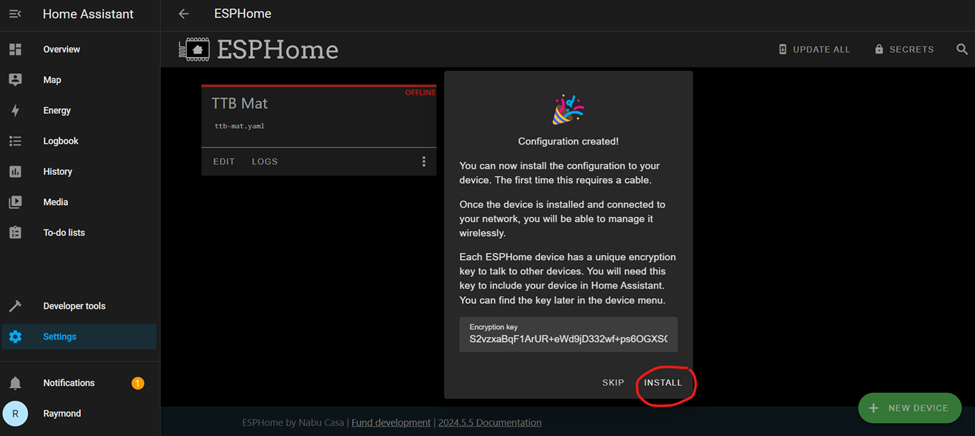 Home Assistant
ESPHome
Overview
Map
Energy
Logbook
History
Media
To-do lists
Developer tools
Settings
Notifications
1
R
Raymond
ESPHome
UPDATE ALL
SECRETS
OFFLINE
TTB Mat
ttb-mat.yaml
EDIT
LOGS
Configuration created!
You can now install the configuration to your
device. The first time this requires a cable.
Once the device is installed and connected to
your network, you will be able to manage it
wirelessly.
Each ESPHome device has a unique encryption
key to talk to other devices. You will need this
key to include your device in Home Assistant.
You can find the key later in the device menu.
Encryption key
S2vzxaBqF1ArUR+eWd9jD332wf+ps6OGXS
SKIP
INSTALL
NEW DEVICE
ESPHome by Nabu Casa | Fund development | 2024.5.5 Documentation